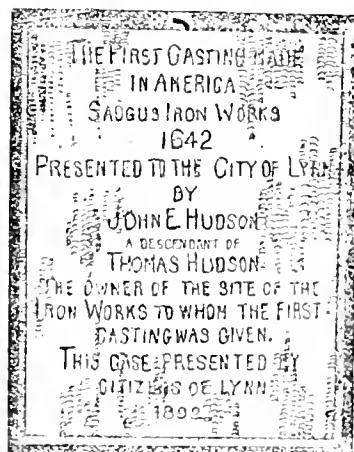 THE FIRST CASTING MADE
IN AMERICA
SAUGUS IRON WORKS
1642
PRESENTED TO THE CITY OF LYNN
BY
JOHN E. HUDSON
A DESCENDANT OF
THOMAS HUDSON
THE OWNER OF THE SITE OF THE
IRON WORKS TO WHOM THE FIRST
CASTING WAS GIVEN.
THIS CASE PRESENTED BY
CITIZENS OF LYNN
1892